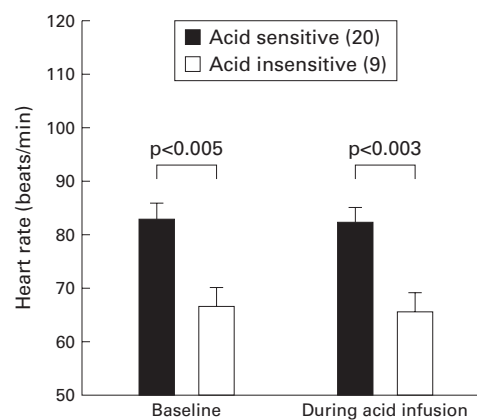 120
110
100
90
80
70
60
50
Heart rate (beats/min)
Acid sensitive (20)
Acid insensitive (9)
p<0.005
p<0.003
Baseline
During acid infusion